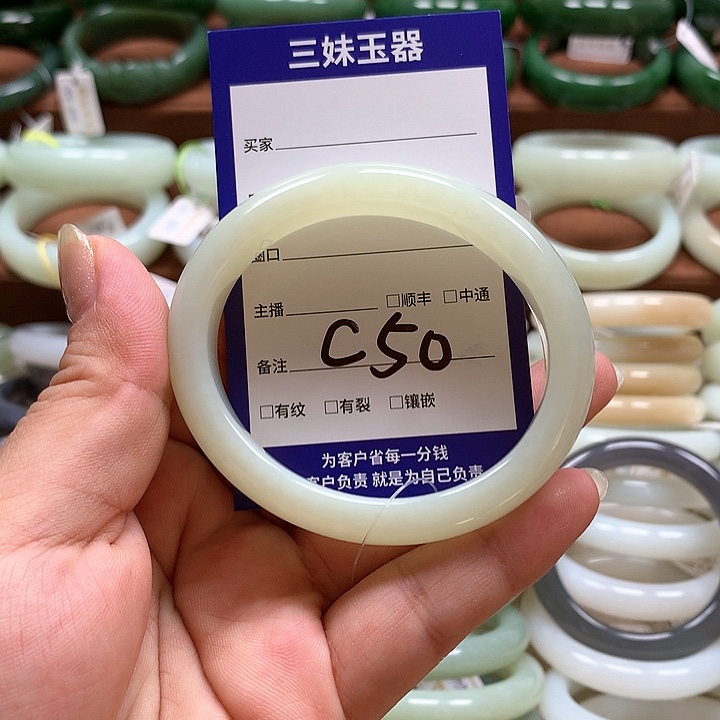 三妹玉器
买家
圈口
主播 □顺丰 □中通
备注 C50
□有纹 □有裂 □镶嵌
为客户省每一分钱
客户负责 就是为自己负责